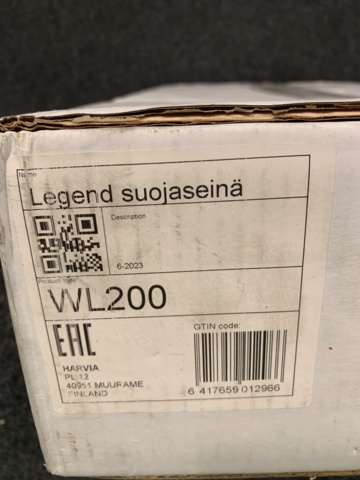 Name
Legend suojaseinä
Description
6-2023
Product code
WL200
EAC
GTIN code:
HARVIA
PL 12
40951 MUURAME
FINLAND
6 417659 012966